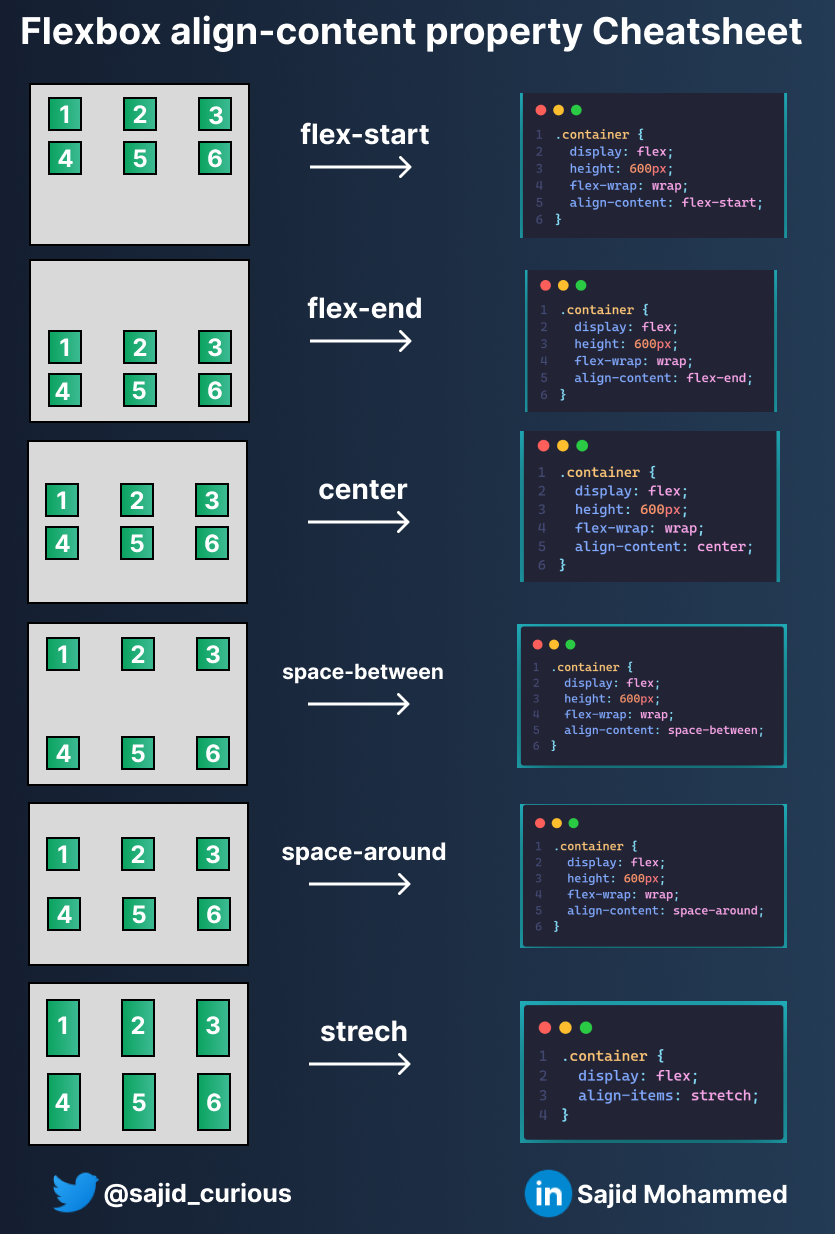 Flexbox align-content property Cheatsheet
1 2 3
4 5 6
flex-start
1 .container {
2 display: flex;
3 height: 600px;
4 flex-wrap: wrap;
5 align-content: flex-start;
6 }
1 2 3
4 5 6
flex-end
1 .container {
2 display: flex;
3 height: 600px;
4 flex-wrap: wrap;
5 align-content: flex-end;
6 }
1 2 3
4 5 6
center
1 .container {
2 display: flex;
3 height: 600px;
4 flex-wrap: wrap;
5 align-content: center;
6 }
1 2 3
4 5 6
space-between
1 .container {
2 display: flex;
3 height: 600px;
4 flex-wrap: wrap;
5 align-content: space-between;
6 }
1 2 3
4 5 6
space-around
1 .container {
2 display: flex;
3 height: 600px;
4 flex-wrap: wrap;
5 align-content: space-around;
6 }
1 2 3
4 5 6
strech
1 .container {
2 display: flex;
3 align-items: stretch;
4 }
@sajid_curious
in Sajid Mohammed